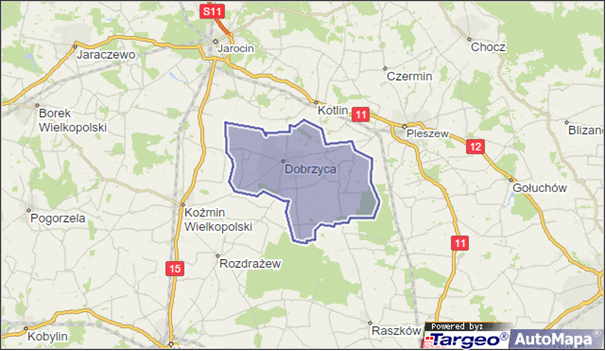 S11
Jarocin
Jaraczewo
Chocz
Czermin
Borek
Wielkopolski
Kotlin
11
Pleszew
12
Blizano
Dobrzyca
Gołuchów
Pogorzela
Koźmin
Wielkopolski
11
Rozdrażew
15
Kobylin
Raszków
Powered by:
Targeo®
AutoMapa®